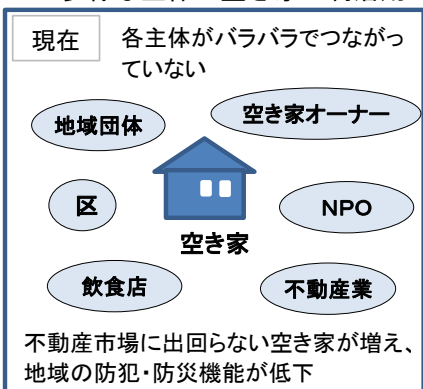 現在
各主体がバラバラでつながっ
ていない
地域団体
空き家オーナー
区
NPO
空き家
飲食店
不動産業
不動産市場に出回らない空き家が増え、
地域の防犯・防災機能が低下